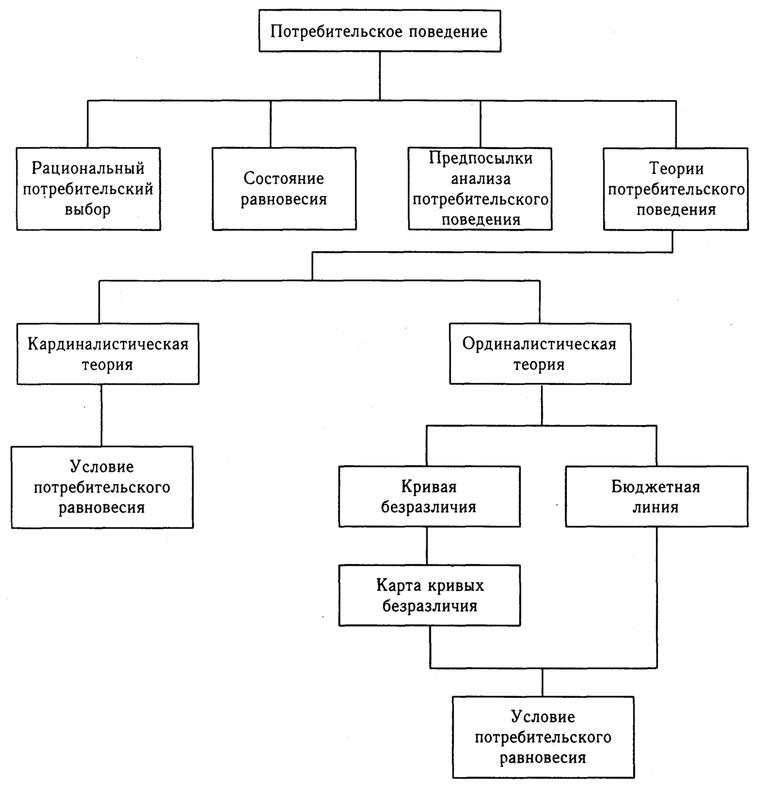 Потребительское поведение
Рациональный
потребительский
выбор
Состояние
равновесия
Предпосылки
анализа
потребительского
поведения
Теории
потребительского
поведения
Кардиналистическая
теория
Ординалистическая
теория
Условие
потребительского
равновесия
Кривая
безразличия
Бюджетная
линия
Карта кривых
безразличия
Условие
потребительского
равновесия